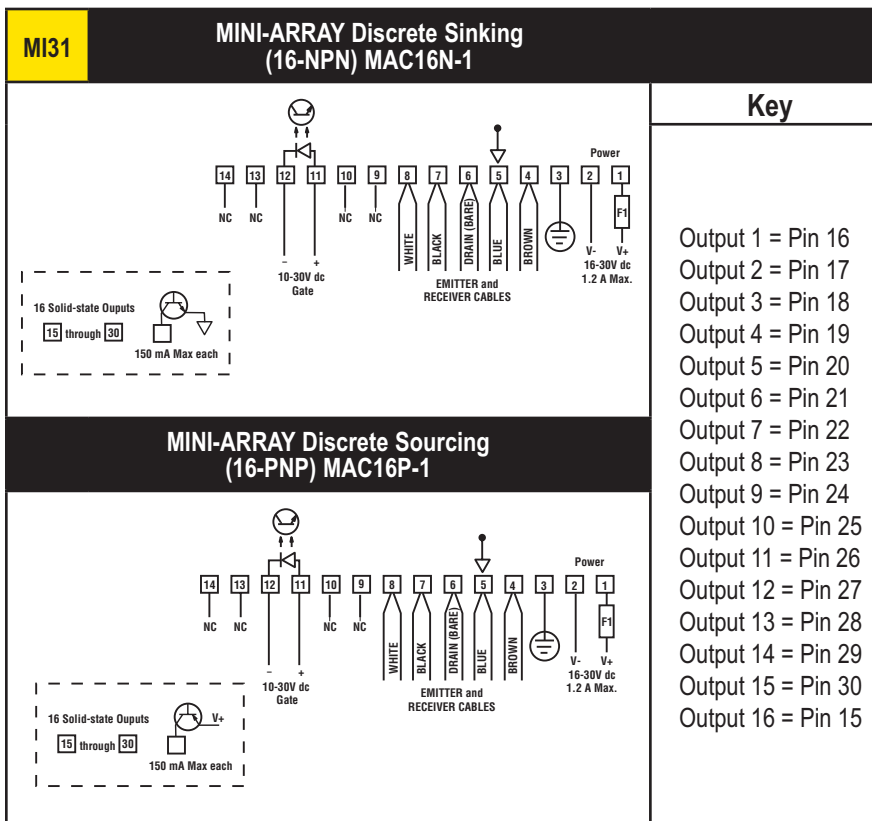 MI31
MINI-ARRAY Discrete Sinking
(16-NPN) MAC16N-1
Key
Power
14 13 12 11 10 9 8 7 6 5 4 3 2 1
NC NC NC NC
F1
WHITE
BLACK
DRAIN (BARE)
BLUE
BROWN
– +
10-30V dc
Gate
EMITTER and
RECEIVER CABLES
V- V+
16-30V dc
1.2 A Max.
16 Solid-state Ouputs
15 through 30
150 mA Max each
MINI-ARRAY Discrete Sourcing
(16-PNP) MAC16P-1
Power
14 13 12 11 10 9 8 7 6 5 4 3 2 1
NC NC NC NC
F1
WHITE
BLACK
DRAIN (BARE)
BLUE
BROWN
– +
10-30V dc
Gate
EMITTER and
RECEIVER CABLES
V- V+
16-30V dc
1.2 A Max.
16 Solid-state Ouputs
V+
15 through 30
150 mA Max each
Output 1 = Pin 16
Output 2 = Pin 17
Output 3 = Pin 18
Output 4 = Pin 19
Output 5 = Pin 20
Output 6 = Pin 21
Output 7 = Pin 22
Output 8 = Pin 23
Output 9 = Pin 24
Output 10 = Pin 25
Output 11 = Pin 26
Output 12 = Pin 27
Output 13 = Pin 28
Output 14 = Pin 29
Output 15 = Pin 30
Output 16 = Pin 15